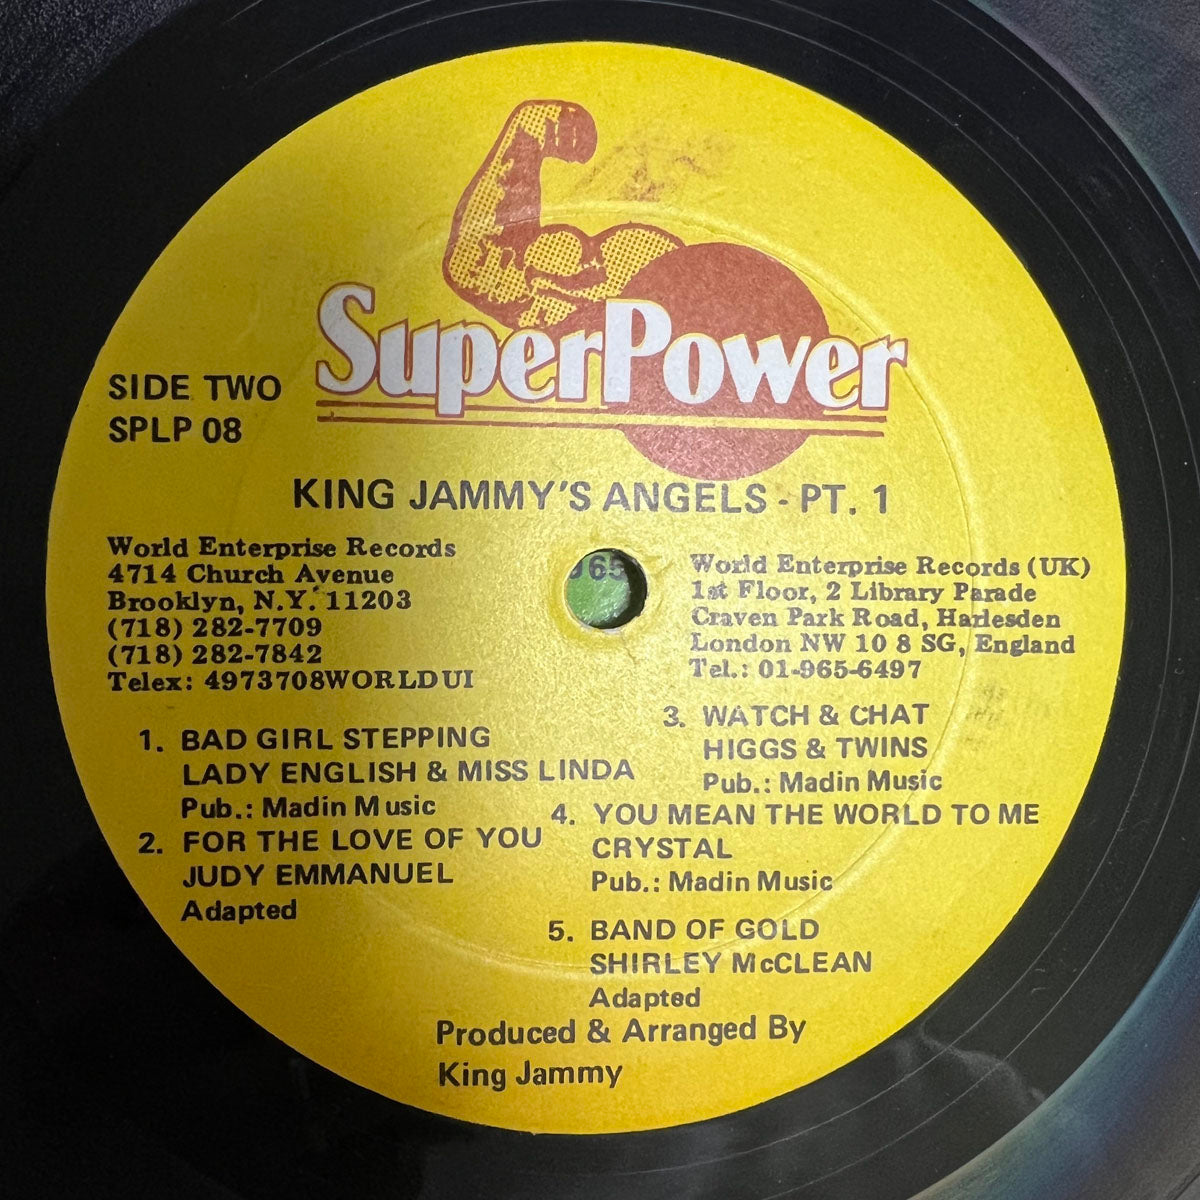 SuperPower
SIDE TWO
SPLP 08
KING JAMMY'S ANGELS - PT. 1
World Enterprise Records
4714 Church Avenue
Brooklyn, N.Y. 11203
(718) 282-7709
(718) 282-7842
Telex: 4973708WORLDUI
World Enterprise Records (UK)
1st Floor, 2 Library Parade
Craven Park Road, Harlesden
London NW 10 8 SG, England
Tel.: 01-965-6497
1. BAD GIRL STEPPING
LADY ENGLISH & MISS LINDA
Pub.: Madin Music
2. FOR THE LOVE OF YOU
JUDY EMMANUEL
Adapted
3. WATCH & CHAT
HIGGS & TWINS
Pub.: Madin Music
4. YOU MEAN THE WORLD TO ME
CRYSTAL
Pub.: Madin Music
5. BAND OF GOLD
SHIRLEY McCLEAN
Adapted
Produced & Arranged By
King Jammy